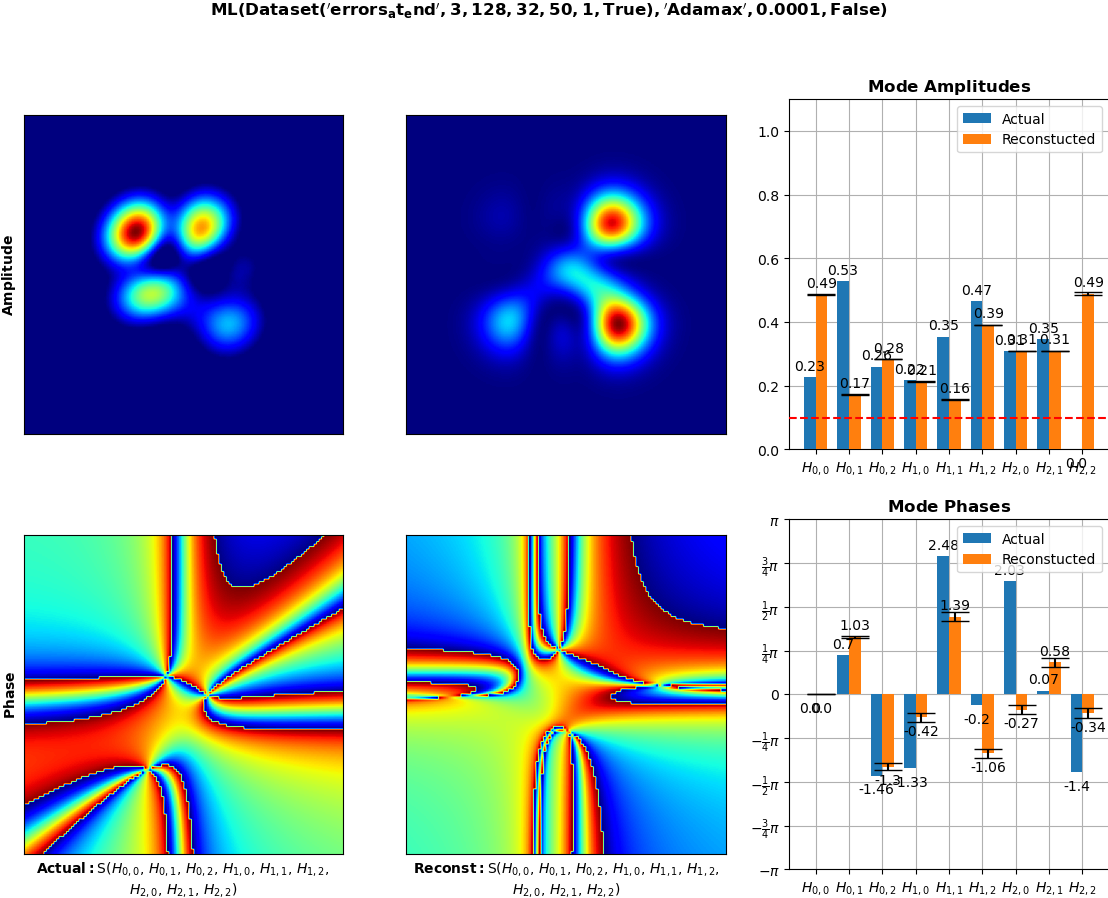 ML(Dataset('errors_at_end', 3, 128, 32, 50, 1, True), 'Adamax', 0.0001, False)
Amplitude
Mode Amplitudes
Actual
Reconstucted
1.0
0.8
0.6
0.4
0.2
0.0
0.23
0.49
0.53
0.17
0.26
0.28
0.22
0.21
0.35
0.16
0.47
0.39
0.31
0.31
0.35
0.31
0.0
0.49
H0,0 H0,1 H0,2 H1,0 H1,1 H1,2 H2,0 H2,1 H2,2
Phase
Mode Phases
Actual
Reconstucted
π
3/4π
1/2π
1/4π
0
−1/4π
−1/2π
−3/4π
−π
0.0
0.0
0.7
1.03
-1.46
-1.3
-1.33
-0.42
2.48
1.39
-0.2
-1.06
2.03
-0.27
0.07
0.58
-1.4
-0.34
H0,0 H0,1 H0,2 H1,0 H1,1 H1,2 H2,0 H2,1 H2,2
Actual: S(H0,0, H0,1, H0,2, H1,0, H1,1, H1,2,
H2,0, H2,1, H2,2)
Reconst: S(H0,0, H0,1, H0,2, H1,0, H1,1, H1,2,
H2,0, H2,1, H2,2)